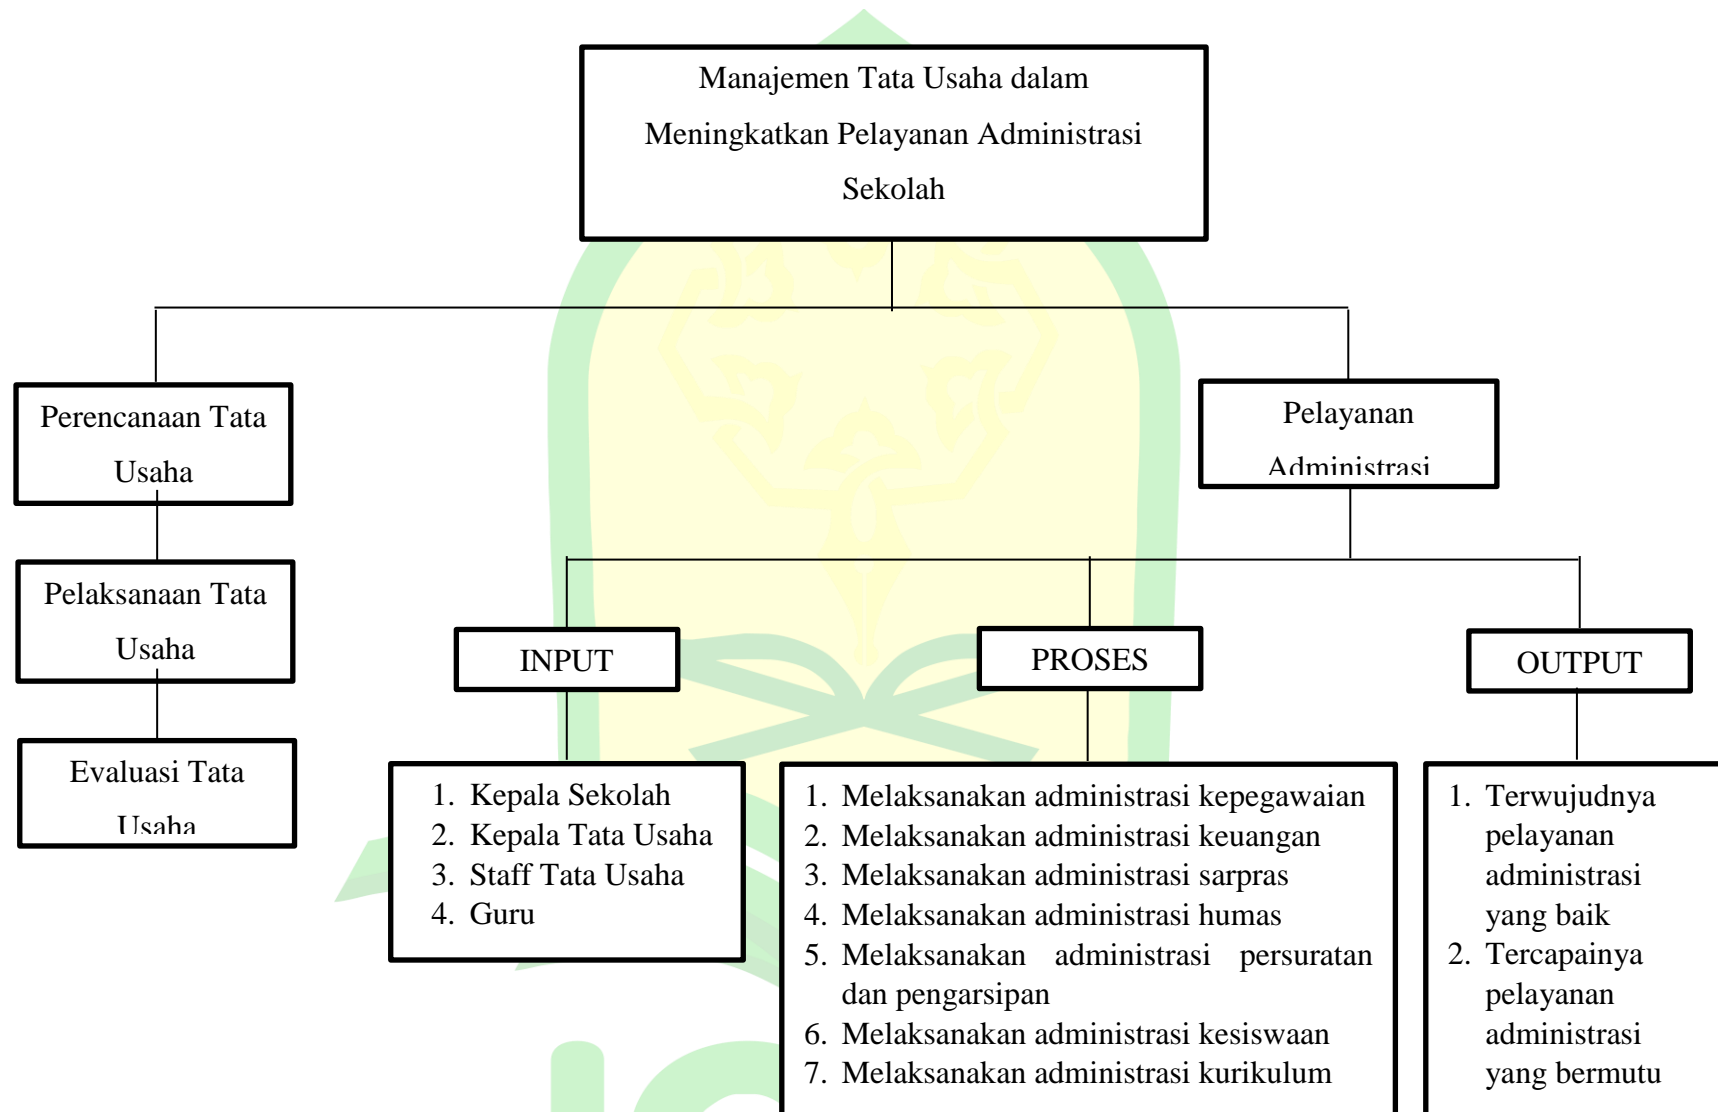 Manajemen Tata Usaha dalam
Meningkatkan Pelayanan Administrasi
Sekolah
Perencanaan Tata
Usaha
Pelayanan
Administrasi
Pelaksanaan Tata
Usaha
INPUT
PROSES
OUTPUT
Evaluasi Tata
Usaha
1. Kepala Sekolah
2. Kepala Tata Usaha
3. Staff Tata Usaha
4. Guru
1. Melaksanakan administrasi kepegawaian
2. Melaksanakan administrasi keuangan
3. Melaksanakan administrasi sarpras
4. Melaksanakan administrasi humas
5. Melaksanakan administrasi persuratan
dan pengarsipan
6. Melaksanakan administrasi kesiswaan
7. Melaksanakan administrasi kurikulum
1. Terwujudnya
pelayanan
administrasi
yang baik
2. Tercapainya
pelayanan
administrasi
yang bermutu